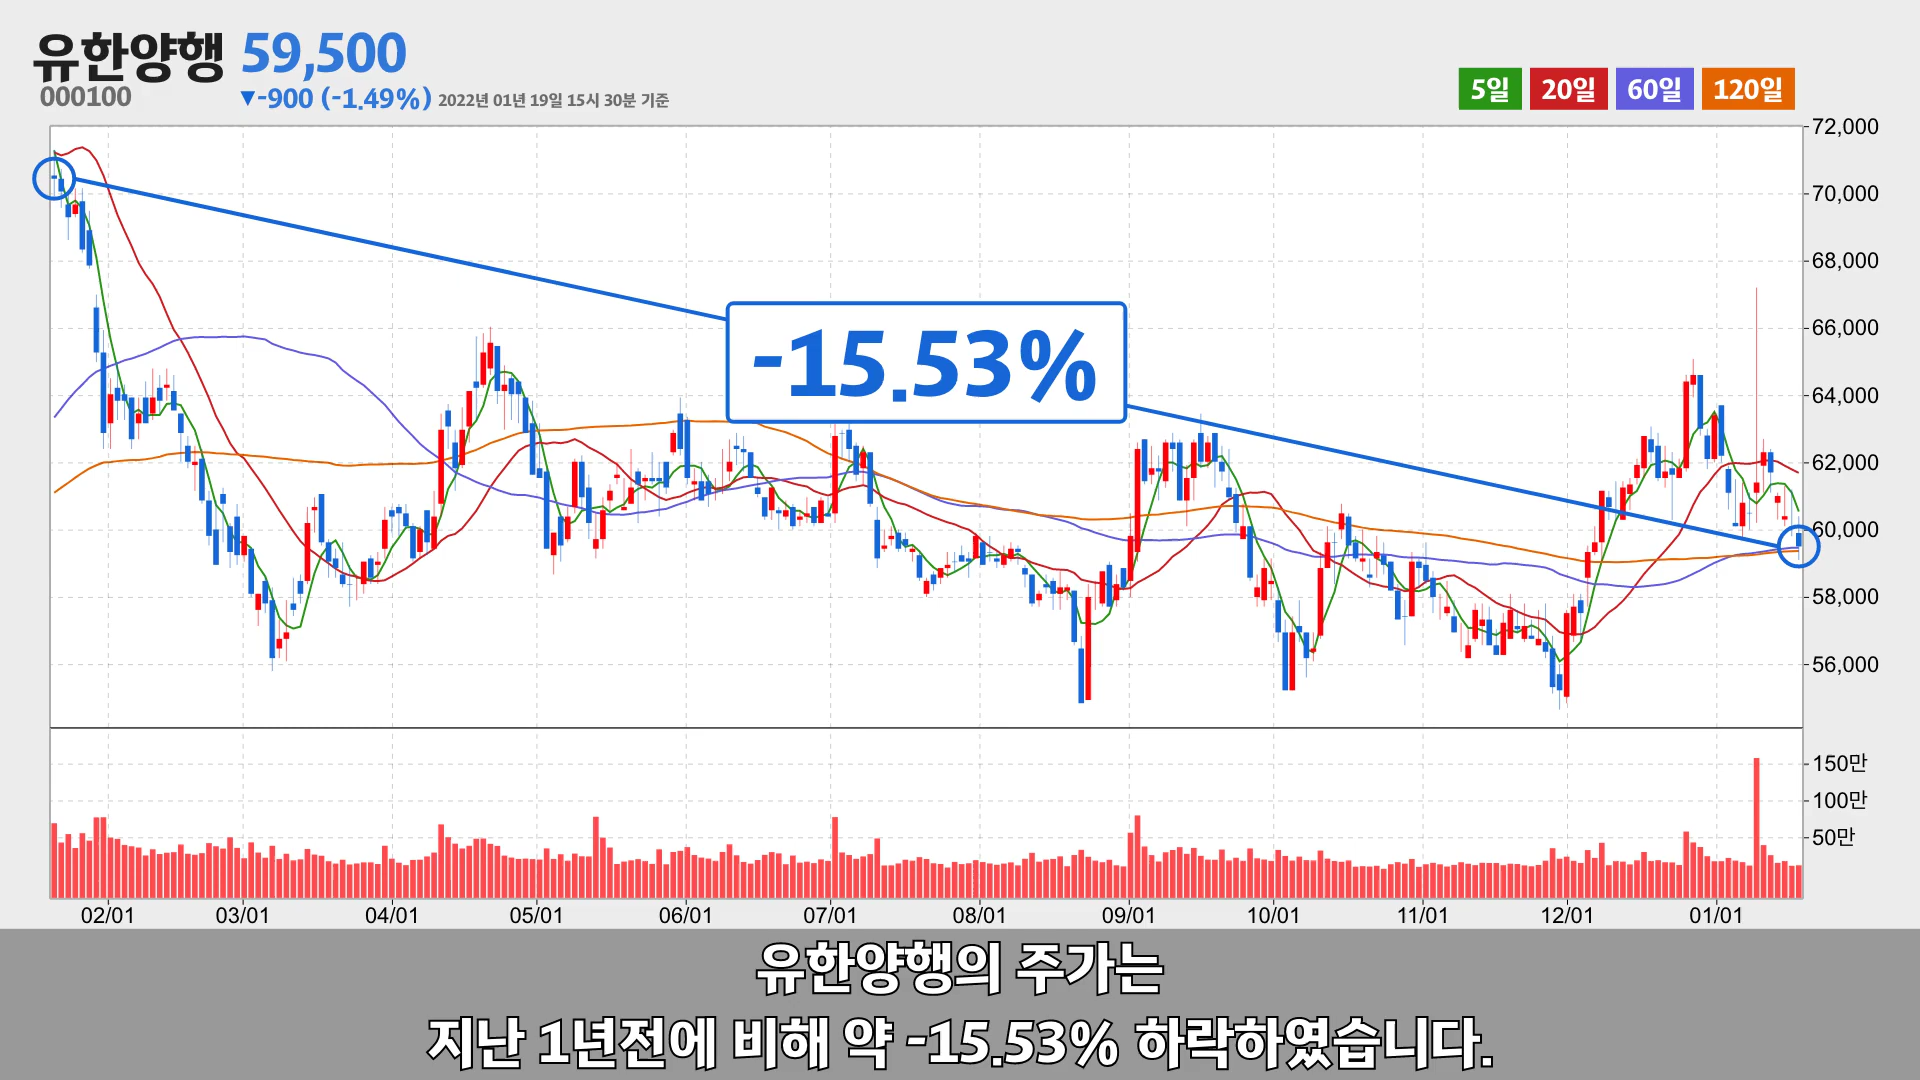 유한양행 59,500
000100 ▼-900 (-1.49%) 2022년 01년 19일 15시 30분 기준
5일 20일 60일 120일
72,000
70,000
68,000
66,000
-15.53%
64,000
62,000
60,000
58,000
56,000
150만
100만
50만
02/01 03/01 04/01 05/01 06/01 07/01 08/01 09/01 10/01 11/01 12/01 01/01
유한양행의 주가는
지난 1년전에 비해 약 -15.53% 하락하였습니다.